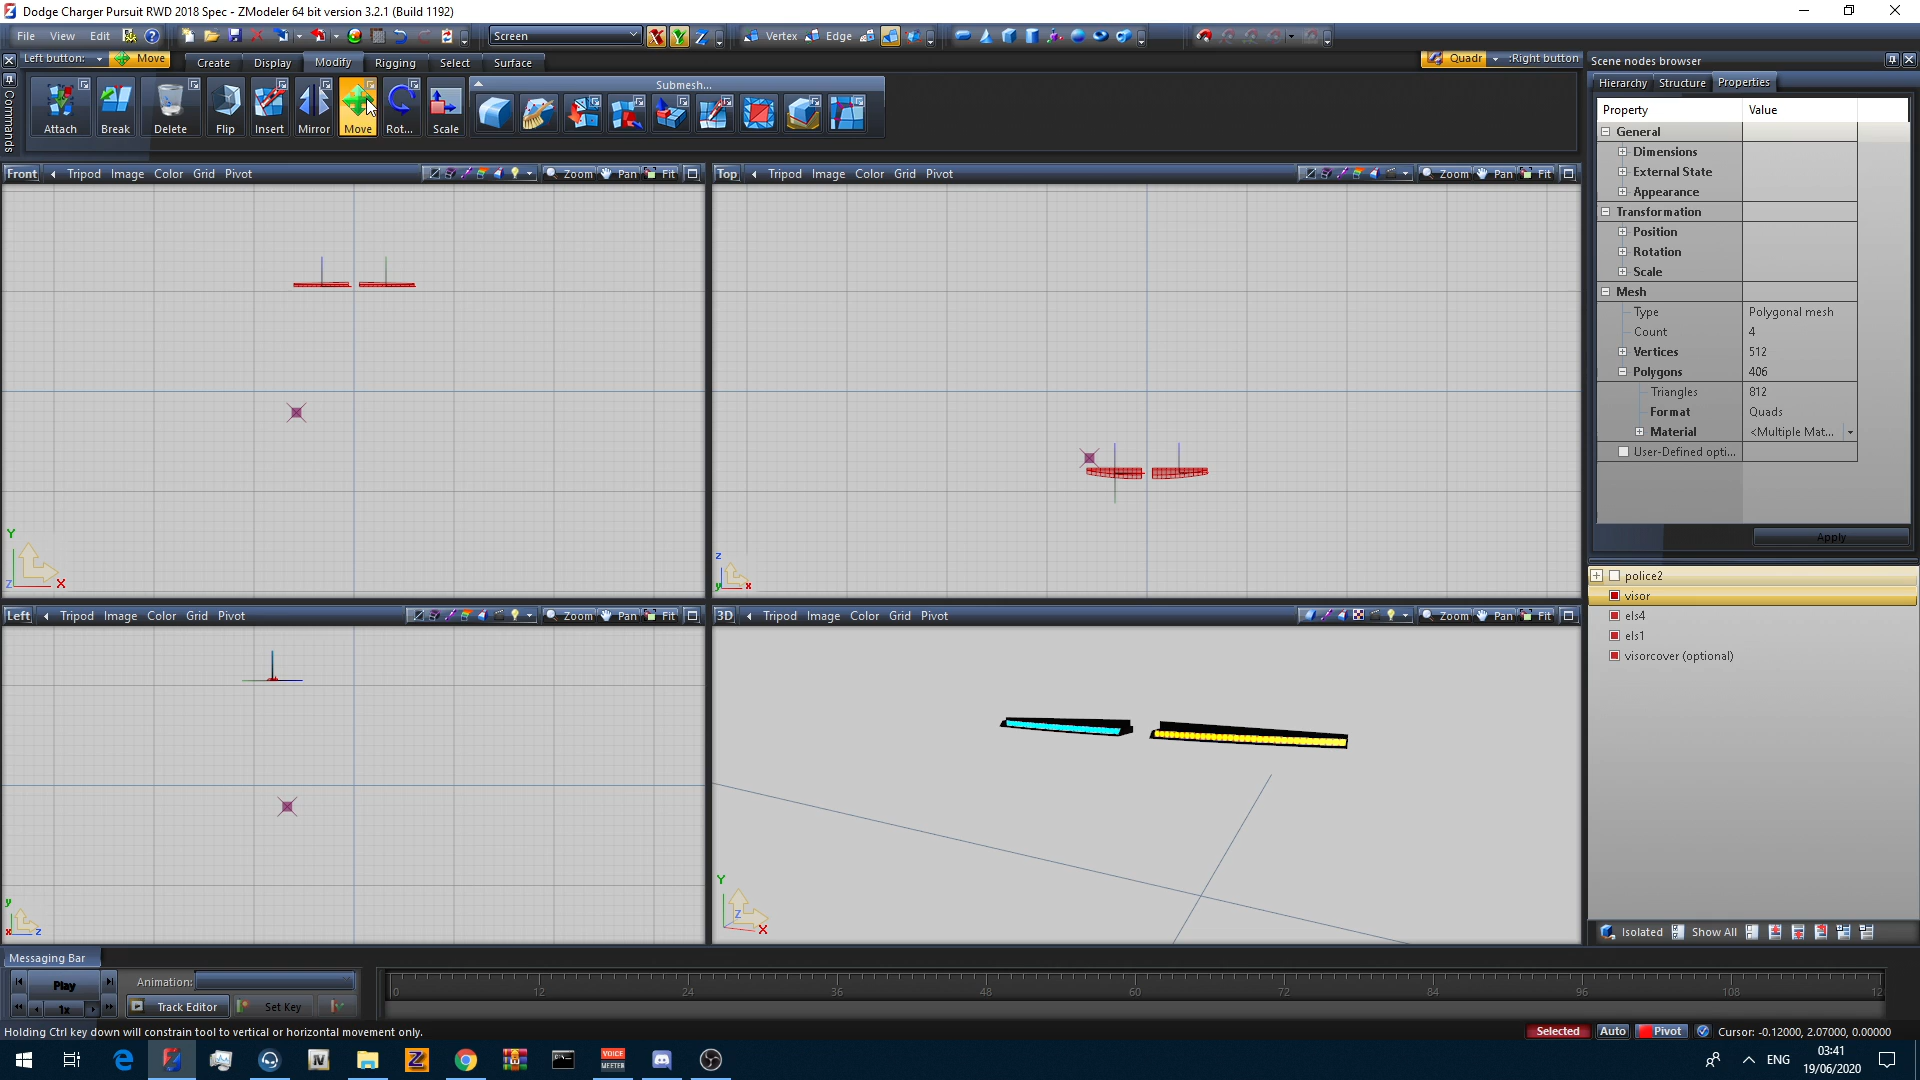 Dodge Charger Pursuit RWD 2018 Spec - ZModeler 64 bit version 3.2.1 (Build 1192)
File View Edit
Screen
X Y Z
Vertex Edge
Left button: Move
Create Display Modify Rigging Select Surface
Quadr :Right button
Commands
Attach Break Delete Flip Insert Mirror Move Rot... Scale
Submesh...
Scene nodes browser
Hierarchy Structure Properties
Property Value
General
Dimensions
External State
Appearance
Transformation
Position
Rotation
Scale
Mesh
Type Polygonal mesh
Count 4
Vertices 512
Polygons 406
Triangles 812
Format Quads
Material <Multiple Mat...
User-Defined opti...
Apply
police2
visor
els4
els1
visorcover (optional)
Isolated Show All
Front Tripod Image Color Grid Pivot Zoom Pan Fit
Y
Z X
Top Tripod Image Color Grid Pivot Zoom Pan Fit
z
y x
Left Tripod Image Color Grid Pivot Zoom Pan Fit
y
x z
3D Tripod Image Color Grid Pivot Zoom Pan Fit
Y
Z
X
Messaging Bar
Play
1x
Animation:
Track Editor Set Key
0 12 24 36 48 60 72 84 96 108 12
Holding Ctrl key down will constrain tool to vertical or horizontal movement only.
Selected Auto Pivot Cursor: -0.12000, 2.07000, 0.00000
VOICE
MEETER
ENG
03:41
19/06/2020